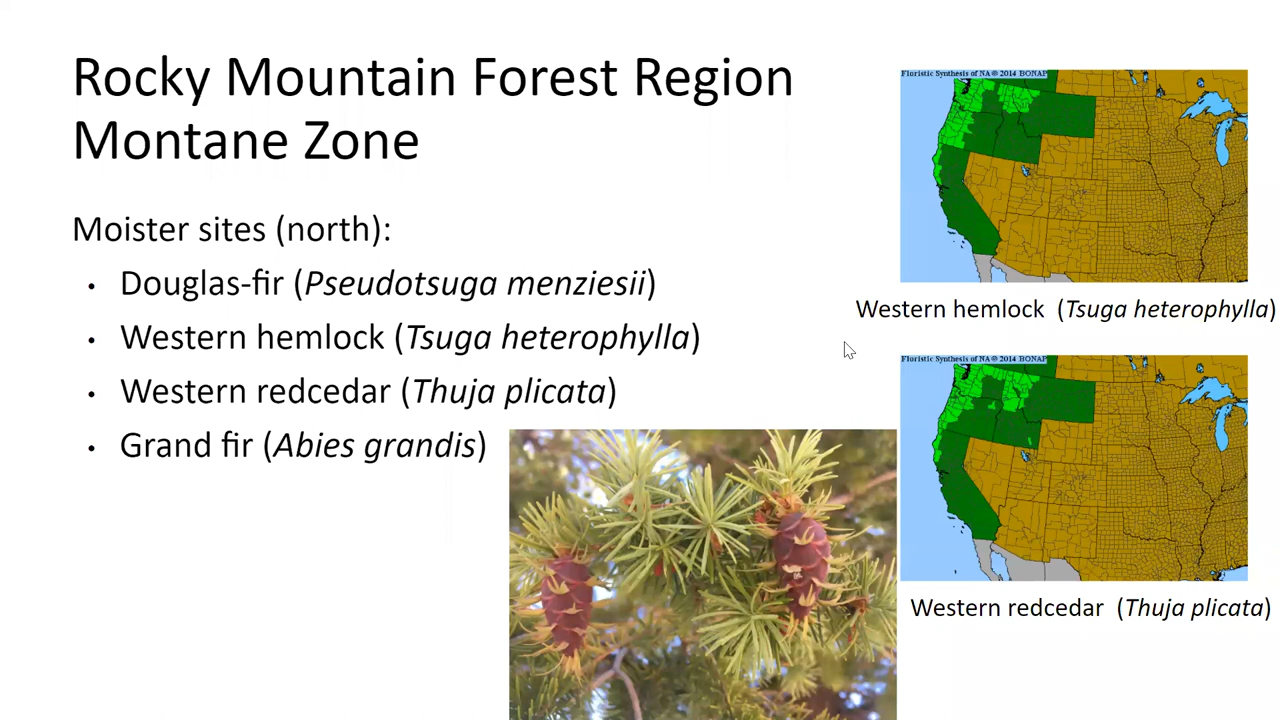 Rocky Mountain Forest Region
Montane Zone
Moister sites (north):
• Douglas-fir (Pseudotsuga menziesii)
• Western hemlock (Tsuga heterophylla)
• Western redcedar (Thuja plicata)
• Grand fir (Abies grandis)
Floristic Synthesis of NA © 2014 BONAP
Western hemlock (Tsuga heterophylla)
Floristic Synthesis of NA © 2014 BONAP
Western redcedar (Thuja plicata)